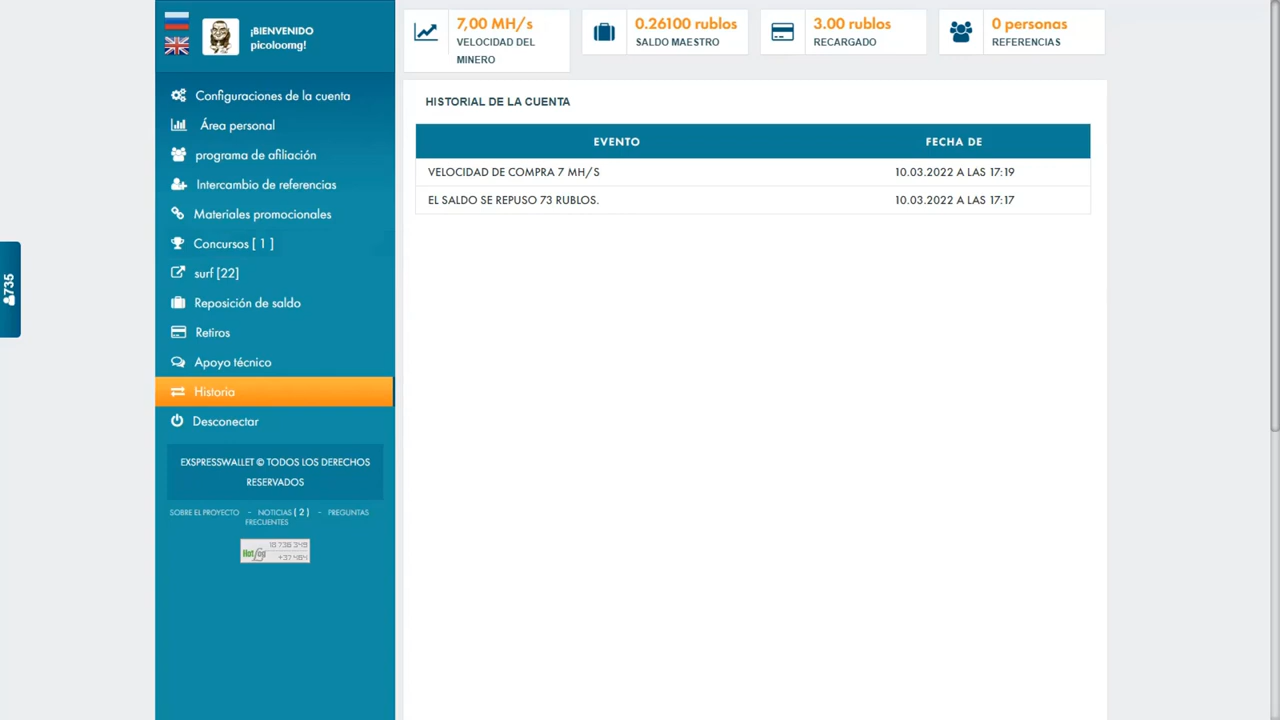 ¡BIENVENIDO
picoloomg!
7,00 MH/s
VELOCIDAD DEL
MINERO
0.26100 rublos
SALDO MAESTRO
3.00 rublos
RECARGADO
0 personas
REFERENCIAS
Configuraciones de la cuenta
Área personal
programa de afiliación
Intercambio de referencias
Materiales promocionales
Concursos [ 1 ]
surf [22]
Reposición de saldo
Retiros
Apoyo técnico
Historia
Desconectar
EXSPRESSWALLET © TODOS LOS DERECHOS
RESERVADOS
SOBRE EL PROYECTO - NOTICIAS ( 2 ) - PREGUNTAS
FRECUENTES
HotLog
735
HISTORIAL DE LA CUENTA
EVENTO FECHA DE
VELOCIDAD DE COMPRA 7 MH/S 10.03.2022 A LAS 17:19
EL SALDO SE REPUSO 73 RUBLOS. 10.03.2022 A LAS 17:17